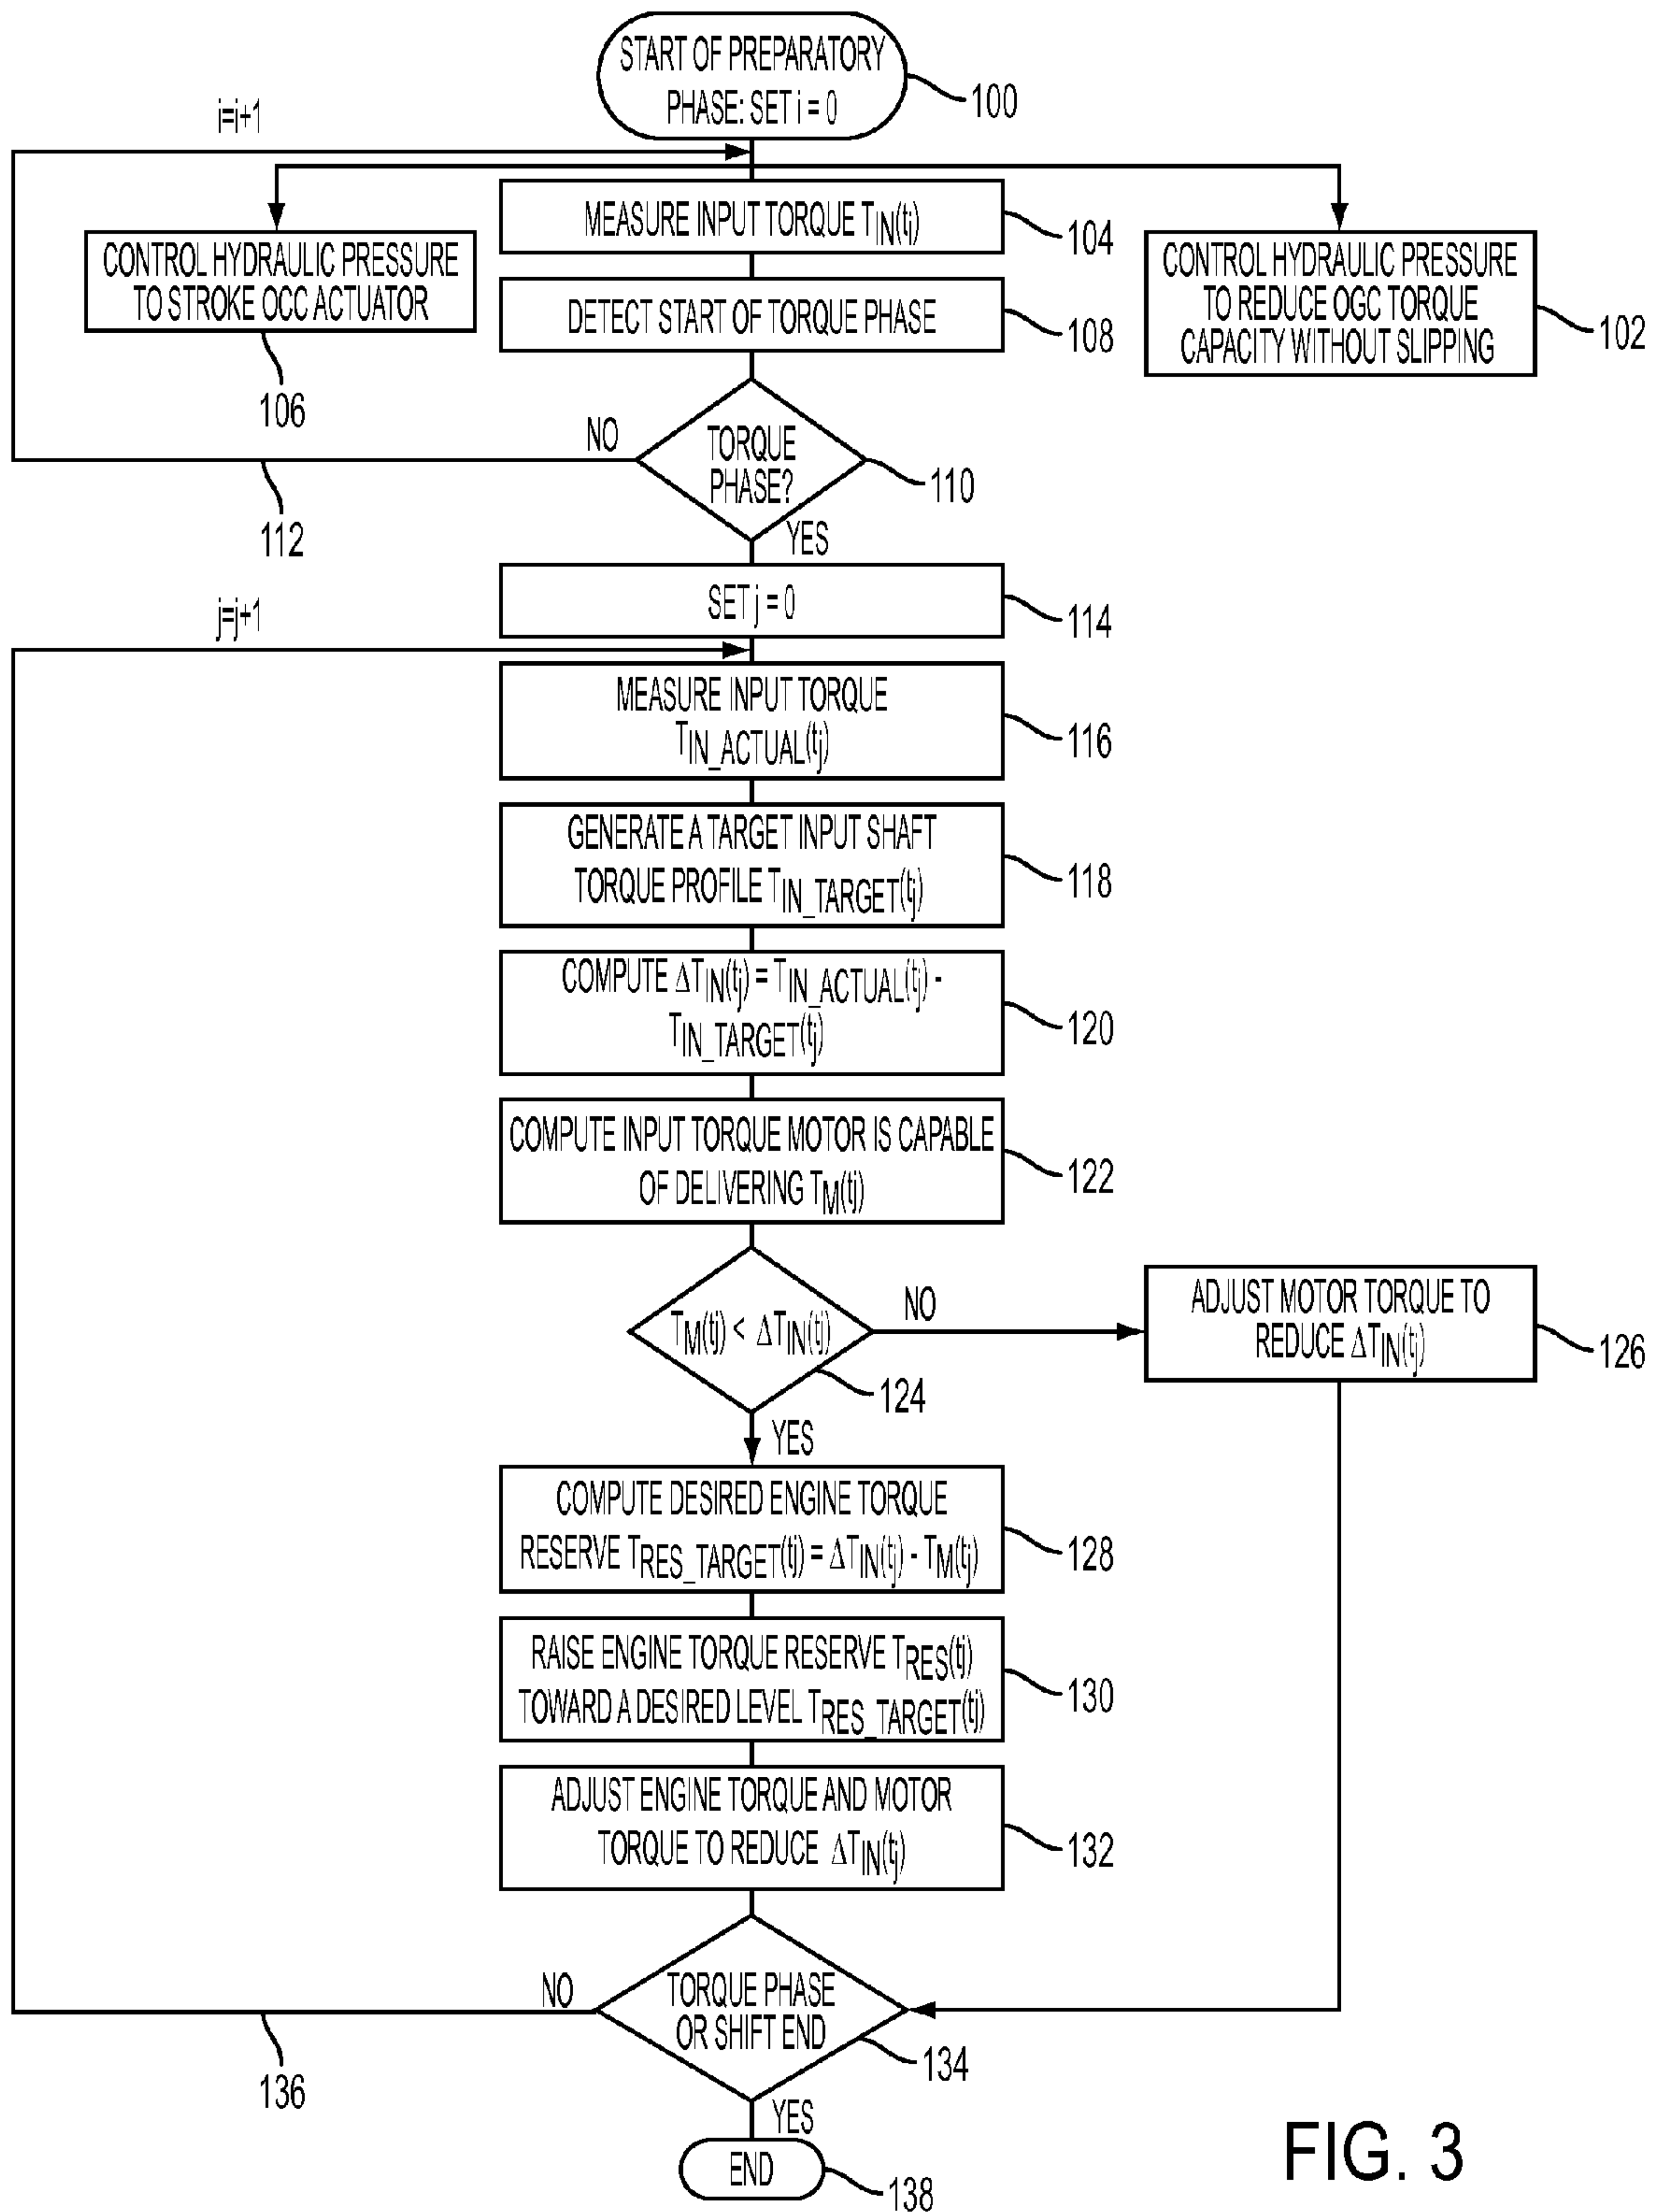 START OF PREPARATORY
PHASE: SET i = 0
100
i=i+1
MEASURE INPUT TORQUE TIN(ti)
104
CONTROL HYDRAULIC PRESSURE
TO STROKE OCC ACTUATOR
106
CONTROL HYDRAULIC PRESSURE
TO REDUCE OGC TORQUE
CAPACITY WITHOUT SLIPPING
102
DETECT START OF TORQUE PHASE
108
NO
TORQUE
PHASE?
110
112
YES
SET j = 0
114
j=j+1
MEASURE INPUT TORQUE
TIN_ACTUAL(tj)
116
GENERATE A TARGET INPUT SHAFT
TORQUE PROFILE TIN_TARGET(tj)
118
COMPUTE ΔTIN(tj) = TIN_ACTUAL(tj) -
TIN_TARGET(tj)
120
COMPUTE INPUT TORQUE MOTOR IS CAPABLE
OF DELIVERING TM(tj)
122
TM(tj) < ΔTIN(tj)
NO
124
ADJUST MOTOR TORQUE TO
REDUCE ΔTIN(tj)
126
YES
COMPUTE DESIRED ENGINE TORQUE
RESERVE TRES_TARGET(tj) = ΔTIN(tj) - TM(tj)
128
RAISE ENGINE TORQUE RESERVE TRES(tj)
TOWARD A DESIRED LEVEL TRES_TARGET(tj)
130
ADJUST ENGINE TORQUE AND MOTOR
TORQUE TO REDUCE ΔTIN(tj)
132
NO
TORQUE PHASE
OR SHIFT END
134
136
YES
END
138
FIG. 3